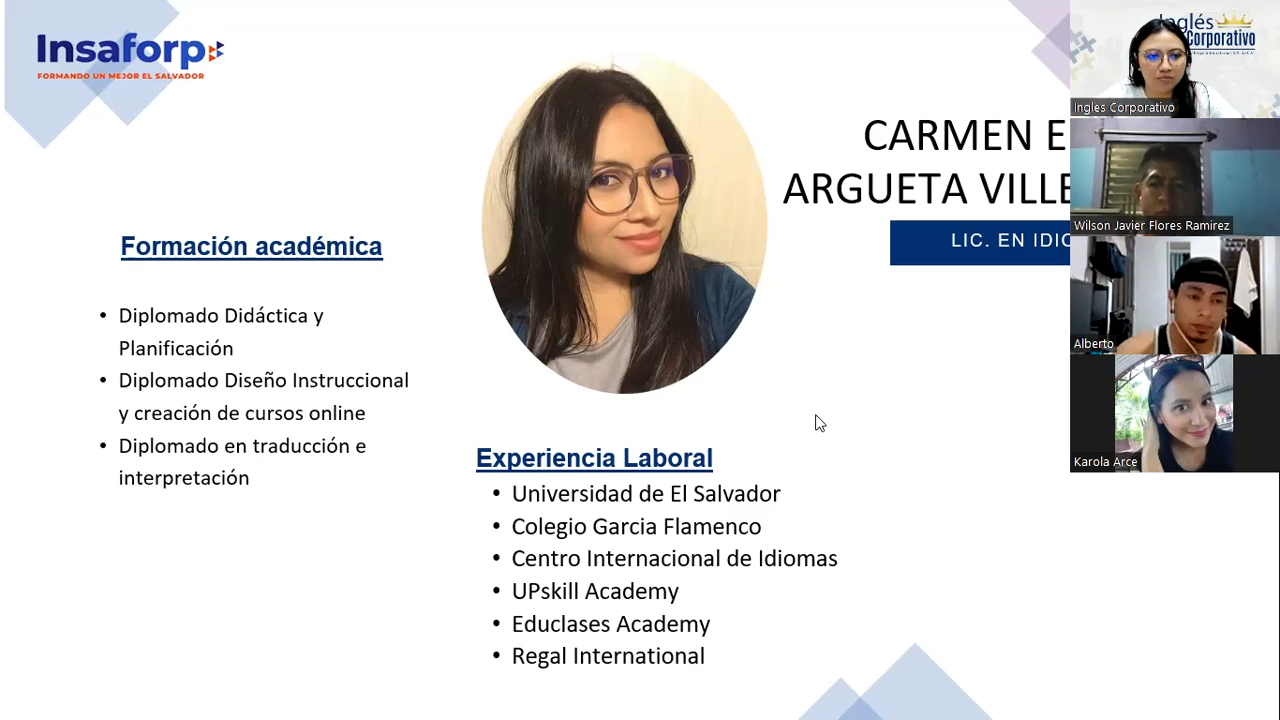 Insaforp
FORMANDO UN MEJOR EL SALVADOR
CARMEN E
ARGUETA VILLE
LIC. EN IDIO
Formación académica
• Diplomado Didáctica y
Planificación
• Diplomado Diseño Instruccional
y creación de cursos online
• Diplomado en traducción e
interpretación
Experiencia Laboral
• Universidad de El Salvador
• Colegio Garcia Flamenco
• Centro Internacional de Idiomas
• UPskill Academy
• Educlases Academy
• Regal International
Inglés
Corporativo
Ingles Corporativo
Wilson Javier Flores Ramirez
Alberto
Karola Arce